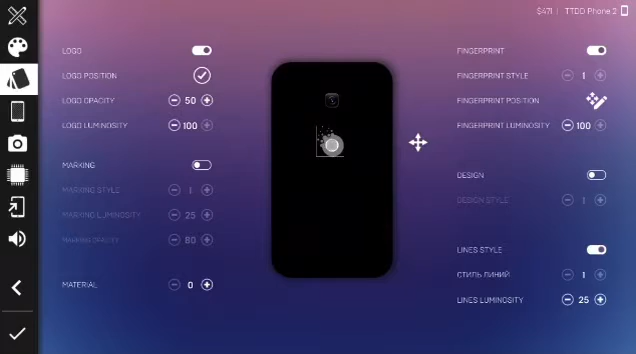 $471 | TTDD Phone 2
LOGO
LOGO POSITION
LOGO OPACITY 50
LOGO LUMINOSITY 100
MARKING
MARKING STYLE 1
MARKING LUMINOSITY 25
MARKING OPACITY 80
MATERIAL 0
FINGERPRINT
FINGERPRINT STYLE 1
FINGERPRINT POSITION
FINGERPRINT LUMINOSITY 100
DESIGN
DESIGN STYLE 1
LINES STYLE
СТИЛЬ ЛИНИЙ 1
LINES LUMINOSITY 25